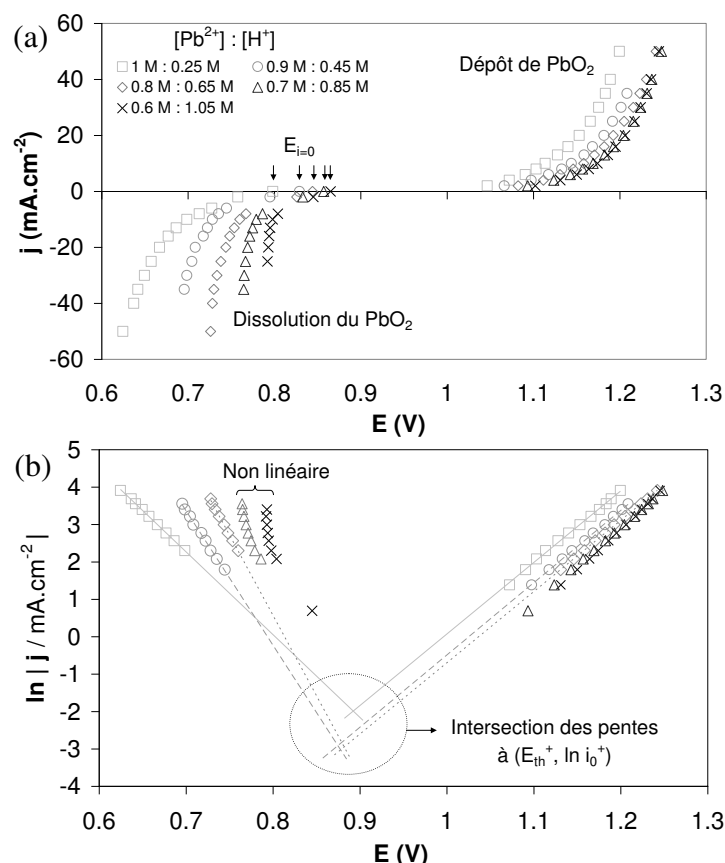 (a)
[Pb2+] : [H+]
1 M : 0.25 M
0.9 M : 0.45 M
0.8 M : 0.65 M
0.7 M : 0.85 M
0.6 M : 1.05 M
Dépôt de PbO2
Ei=0
Dissolution du PbO2
j (mA.cm-2)
60
40
20
0
-20
-40
-60
0.6 0.7 0.8 0.9 1 1.1 1.2 1.3
E (V)
(b)
Non linéaire
ln | j / mA.cm-2 |
5
4
3
2
1
0
-1
-2
-3
-4
Intersection des pentes
à (Eth+, ln i0+)
0.6 0.7 0.8 0.9 1 1.1 1.2 1.3
E (V)